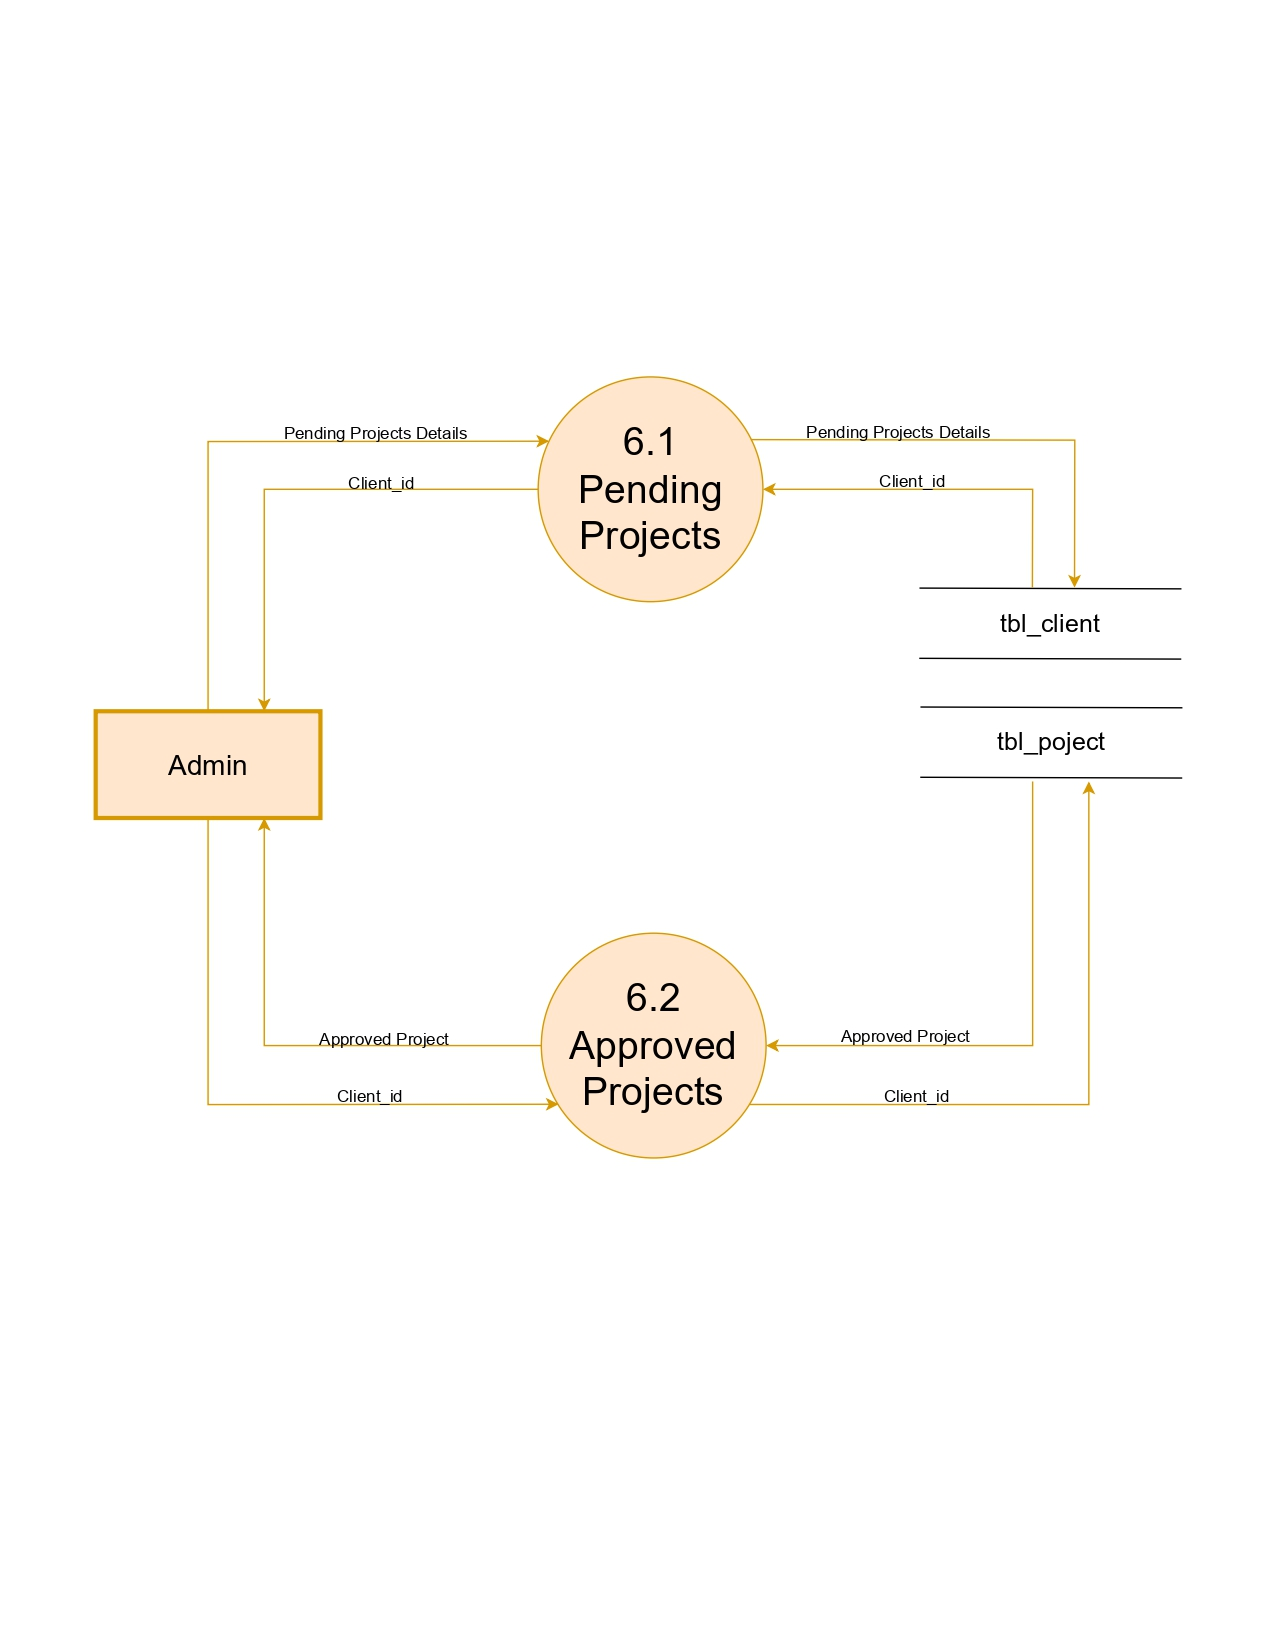 6.1
Pending
Projects
Pending Projects Details
Pending Projects Details
Client_id
Client_id
tbl_client
tbl_poject
Admin
6.2
Approved
Projects
Approved Project
Approved Project
Client_id
Client_id